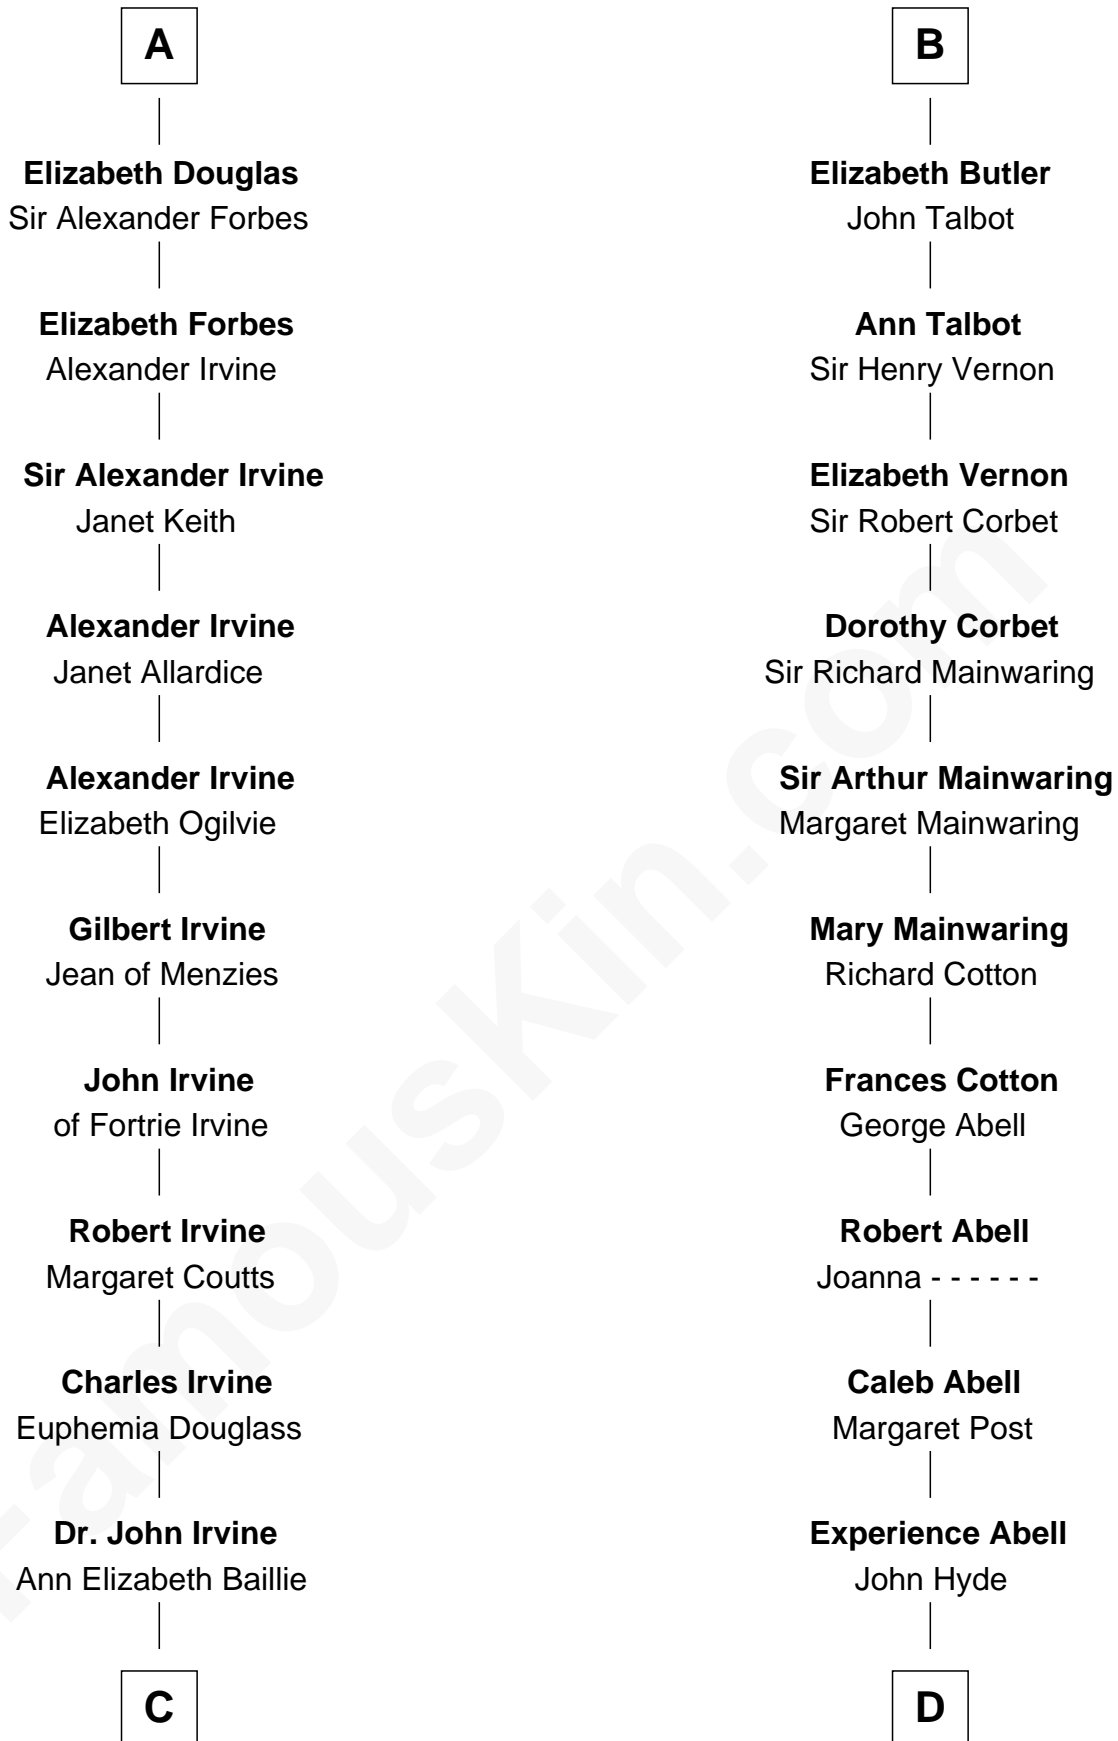 A
Elizabeth Douglas
Sir Alexander Forbes
Elizabeth Forbes
Alexander Irvine
Sir Alexander Irvine
Janet Keith
Alexander Irvine
Janet Allardice
Alexander Irvine
Elizabeth Ogilvie
Gilbert Irvine
Jean of Menzies
John Irvine
of Fortrie Irvine
Robert Irvine
Margaret Coutts
Charles Irvine
Euphemia Douglass
Dr. John Irvine
Ann Elizabeth Baillie
C
B
Elizabeth Butler
John Talbot
Ann Talbot
Sir Henry Vernon
Elizabeth Vernon
Sir Robert Corbet
Dorothy Corbet
Sir Richard Mainwaring
Sir Arthur Mainwaring
Margaret Mainwaring
Mary Mainwaring
Richard Cotton
Frances Cotton
George Abell
Robert Abell
Joanna - - - - - -
Caleb Abell
Margaret Post
Experience Abell
John Hyde
D
FamousKin.com